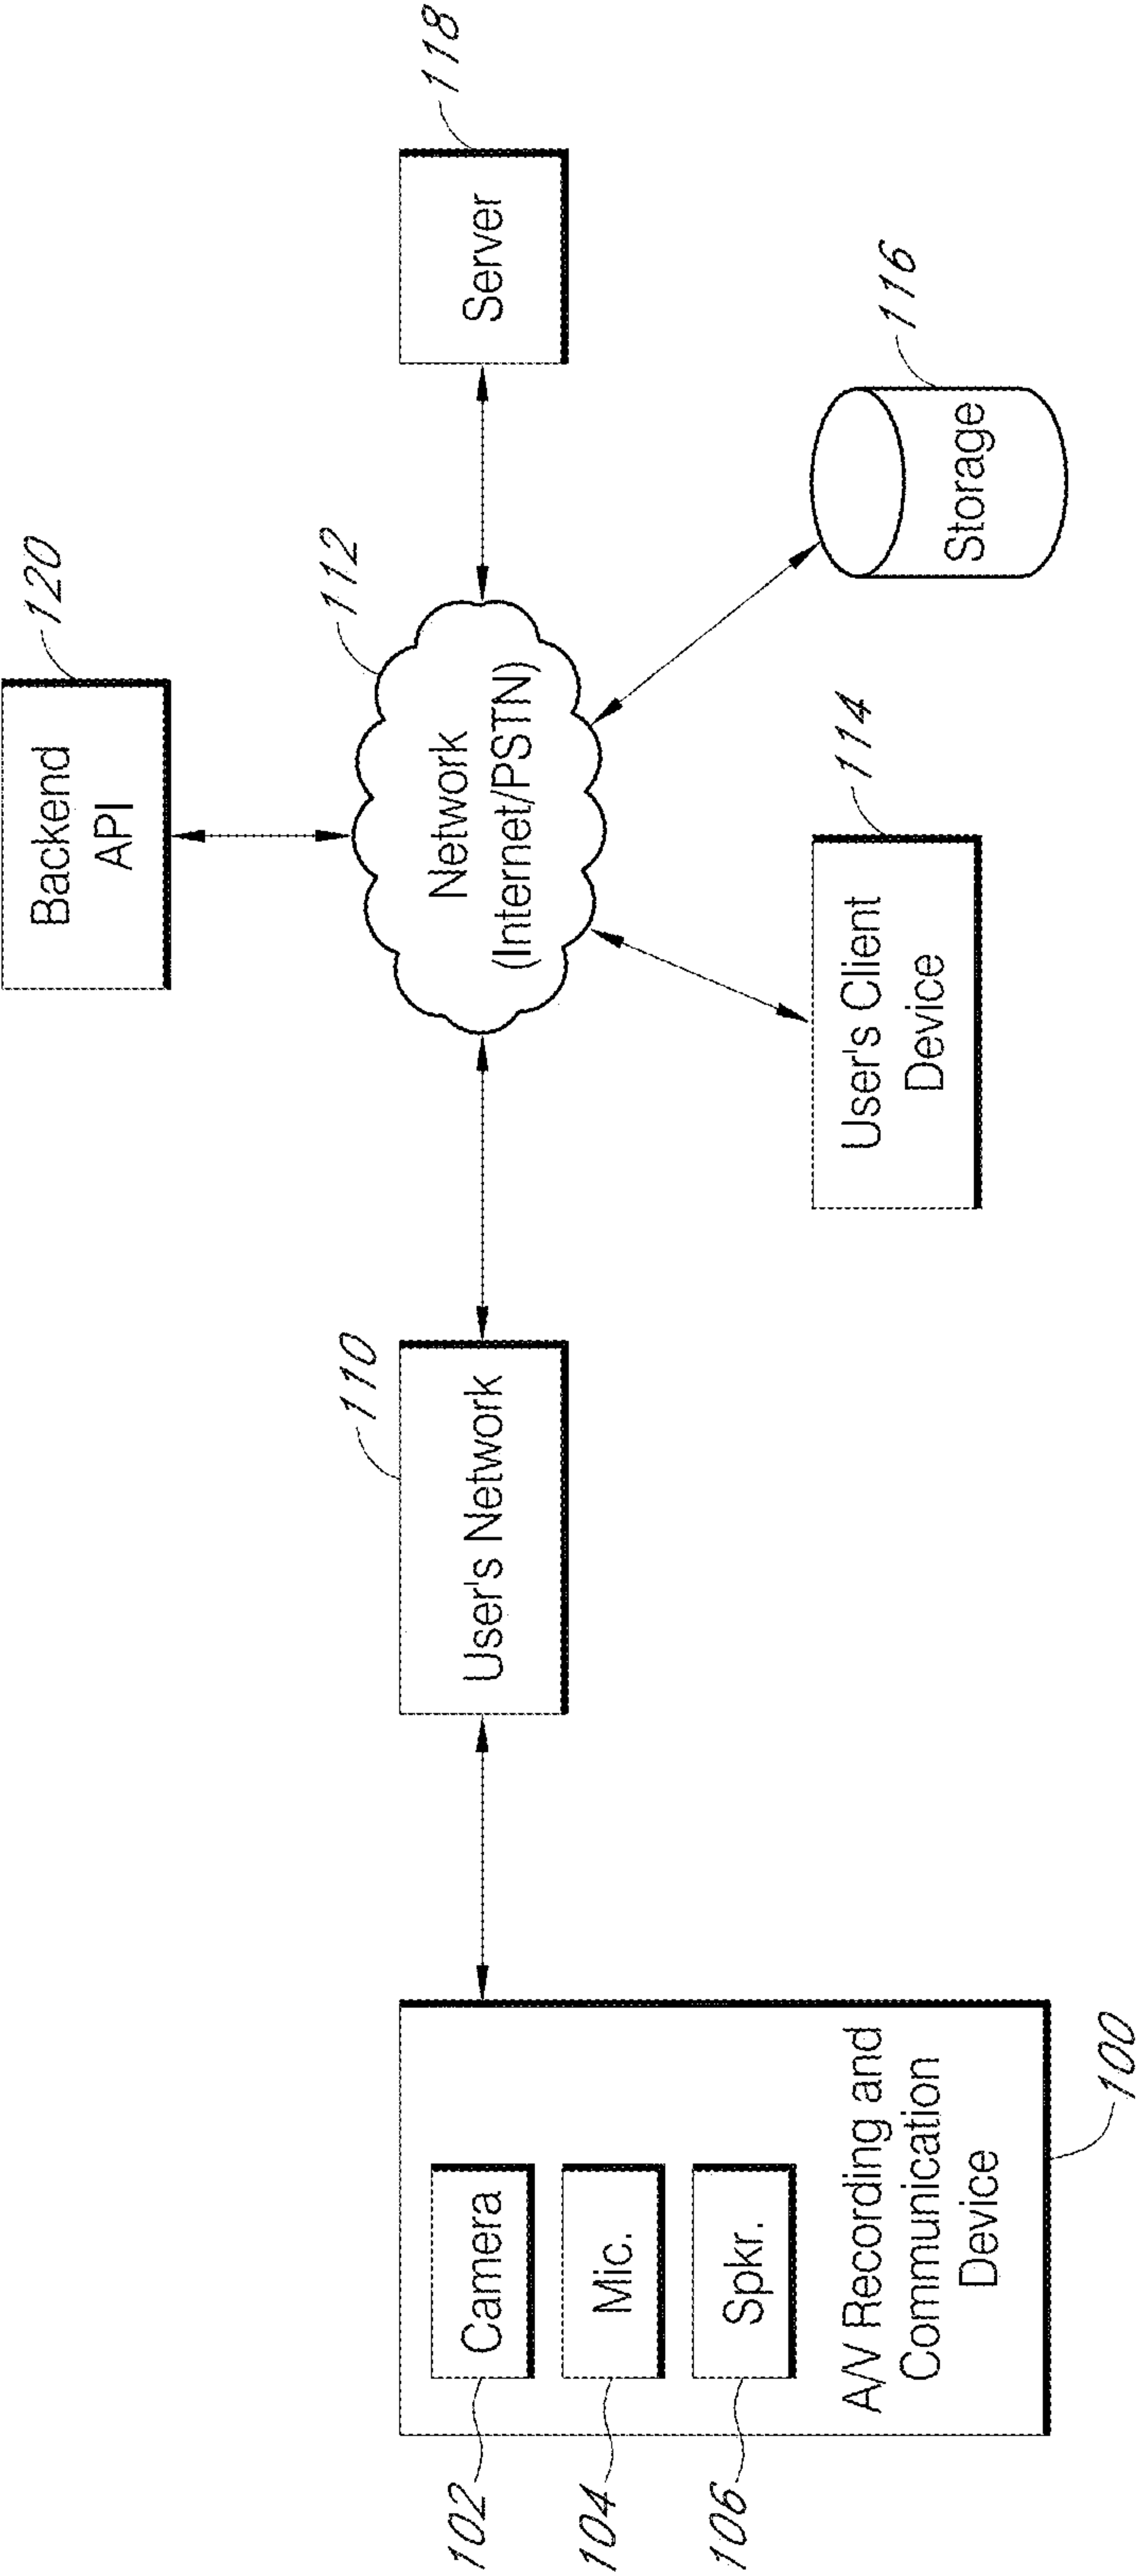 120
Backend
API
112
Network
(Internet/PSTN)
118
Server
110
User's Network
102
Camera
104
Mic.
106
Spkr.
A/V Recording and
Communication
Device
100
User's Client
Device
114
Storage
116